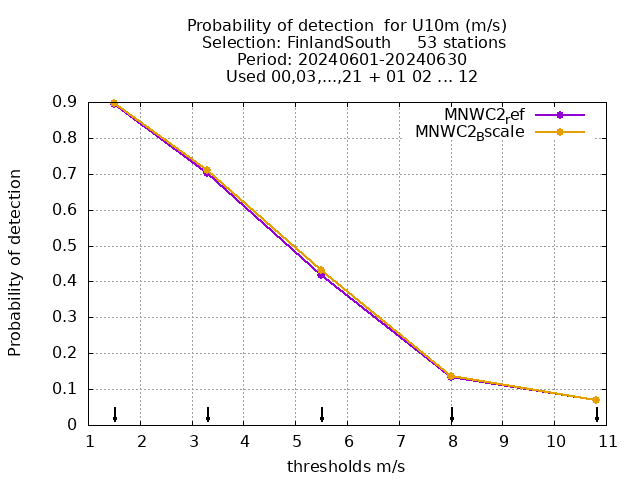 Probability of detection  for U10m (m/s)
Selection: FinlandSouth     53 stations
Period: 20240601-20240630
Used 00,03,...,21 + 01 02 ... 12
MNWC2ref
MNWC2Bscale
0.9
0.8
0.7
0.6
0.5
0.4
0.3
0.2
0.1
0
Probability of detection
1 2 3 4 5 6 7 8 9 10 11
thresholds m/s